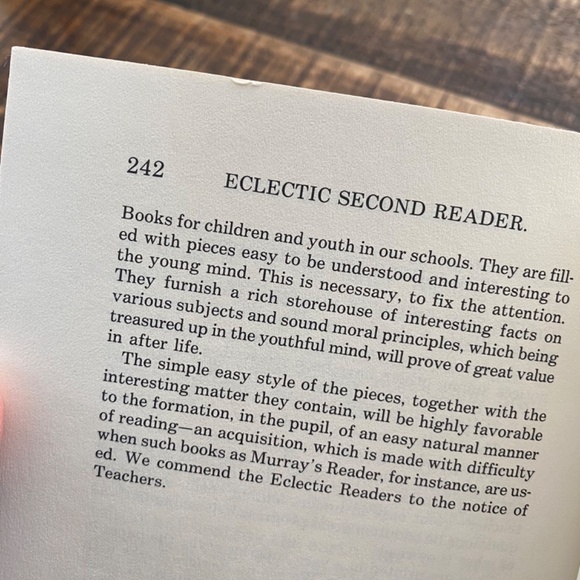 242
ECLECTIC SECOND READER.
Books for children and youth in our schools. They are fill-
ed with pieces easy to be understood and interesting to
the young mind. This is necessary, to fix the attention.
They furnish a rich storehouse of interesting facts on
various subjects and sound moral principles, which being
treasured up in the youthful mind, will prove of great value
in after life.
The simple easy style of the pieces, together with the
interesting matter they contain, will be highly favorable
to the formation, in the pupil, of an easy natural manner
of reading—an acquisition, which is made with difficulty
when such books as Murray's Reader, for instance, are us-
ed. We commend the Eclectic Readers to the notice of
Teachers.